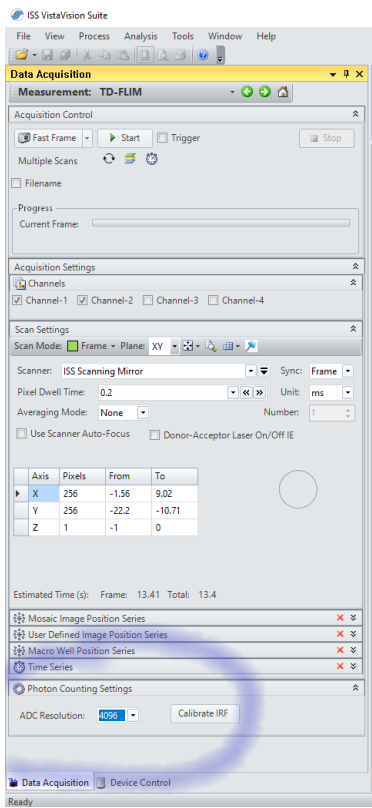 ISS VistaVision Suite
File View Process Analysis Tools Window Help
Data Acquisition
Measurement: TD-FLIM
Acquisition Control
Fast Frame Start Trigger Stop
Multiple Scans
Filename
Progress
Current Frame:
Acquisition Settings
Channels
Channel-1 Channel-2 Channel-3 Channel-4
Scan Settings
Scan Mode: Frame Plane: XY
Scanner: ISS Scanning Mirror Sync: Frame
Pixel Dwell Time: 0.2 Unit: ms
Averaging Mode: None Number: 1
Use Scanner Auto-Focus Donor-Acceptor Laser On/Off IE
Axis Pixels From To
X 256 -1.56 9.02
Y 256 -22.2 -10.71
Z 1 -1 0
Estimated Time (s): Frame: 13.41 Total: 13.4
Mosaic Image Position Series
User Defined Image Position Series
Macro Well Position Series
Time Series
Photon Counting Settings
ADC Resolution: 4096 Calibrate IRF
Data Acquisition Device Control
Ready